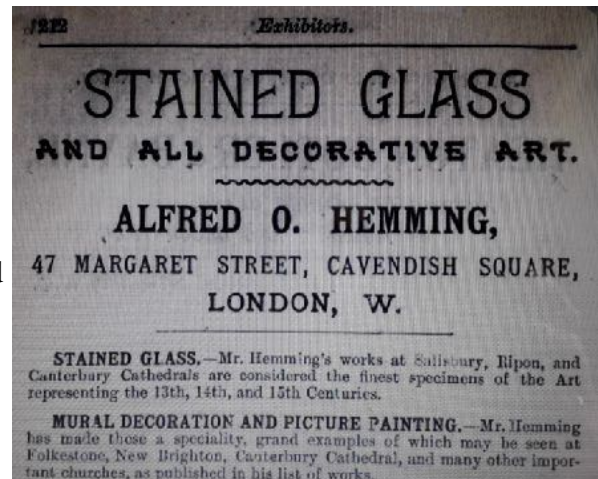 212 Exhibitors.
STAINED GLASS
AND ALL DECORATIVE ART.
ALFRED O. HEMMING,
47 MARGARET STREET, CAVENDISH SQUARE,
LONDON, W.
STAINED GLASS.—Mr. Hemming's works at Salisbury, Ripon, and
Canterbury Cathedrals are considered the finest specimens of the Art
representing the 13th, 14th, and 15th Centuries.
MURAL DECORATION AND PICTURE PAINTING.—Mr. Hemming
has made these a speciality, grand examples of which may be seen at
Folkestone, New Brighton, Canterbury Cathedral, and many other impor-
tant churches, as published in his list of works.